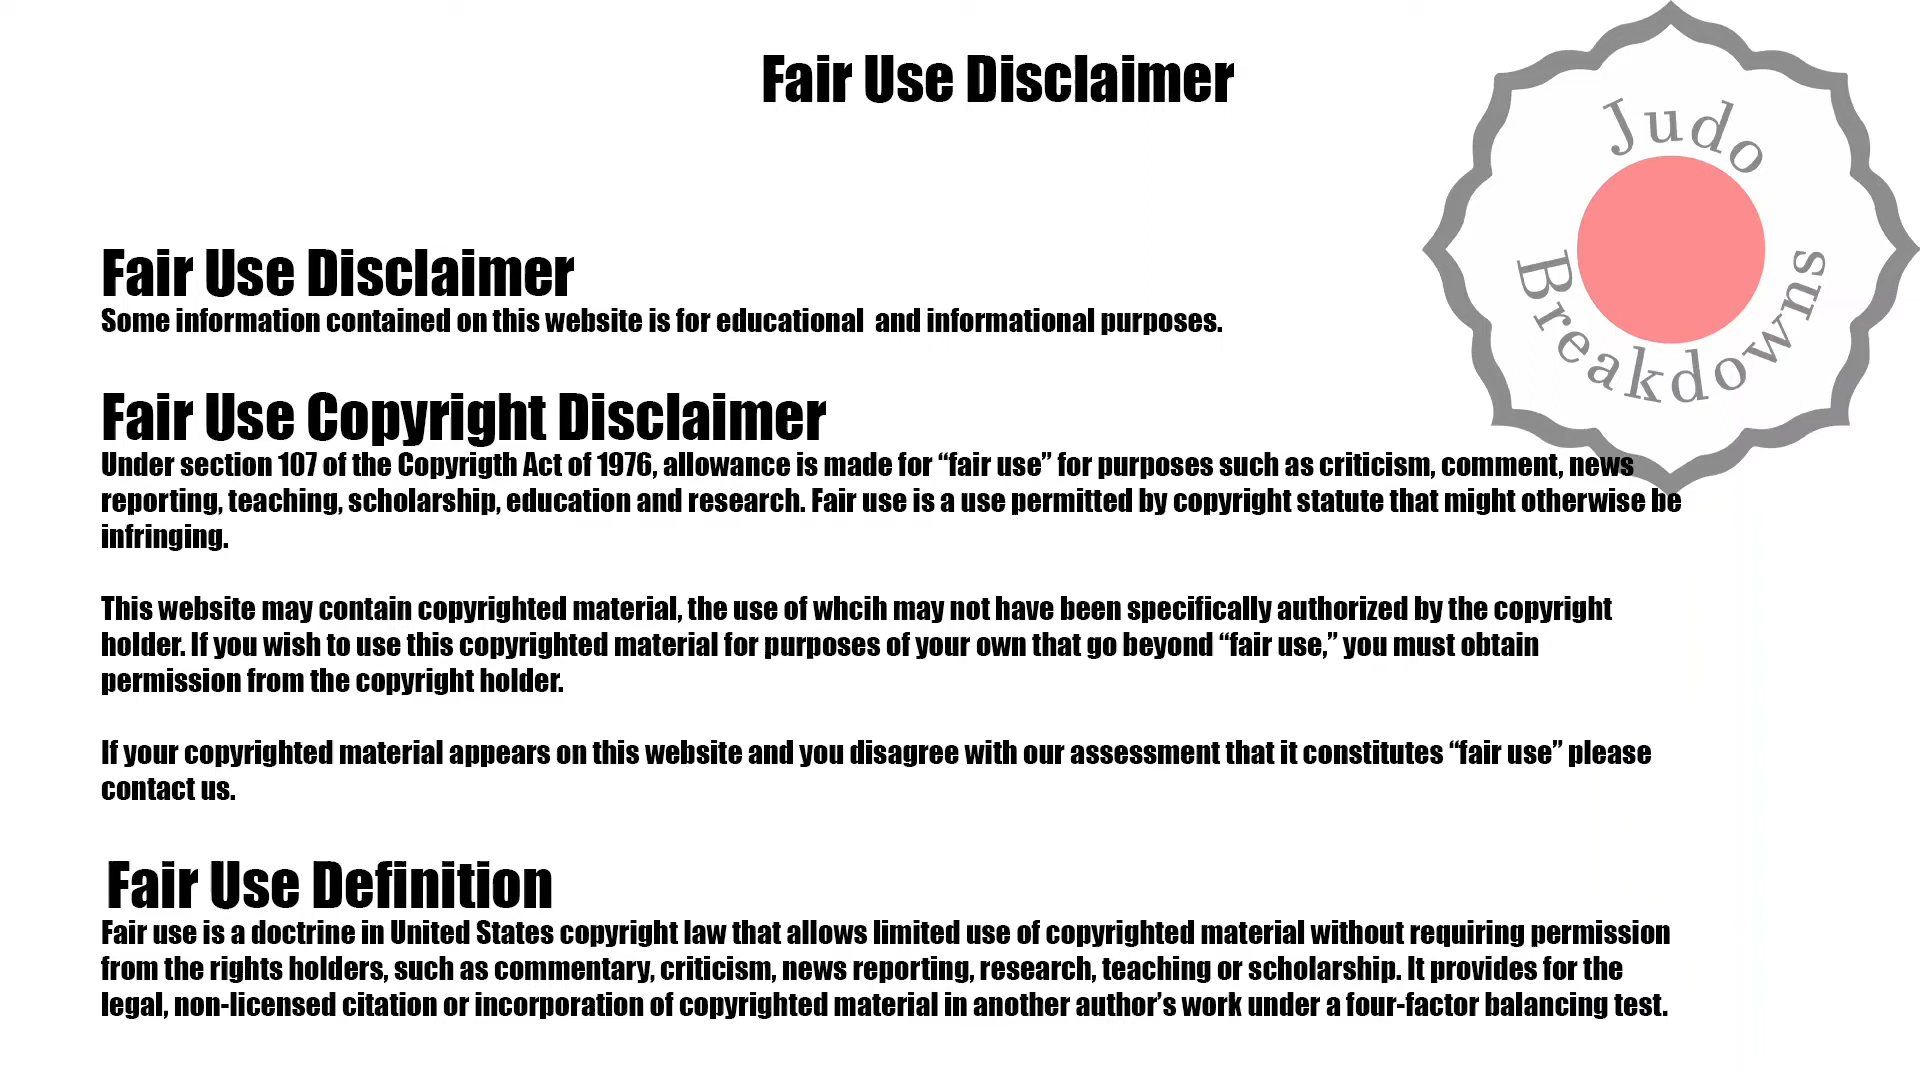 Fair Use Disclaimer
Judo
Breakdowns
Fair Use Disclaimer
Some information contained on this website is for educational  and informational purposes.
Fair Use Copyright Disclaimer
Under section 107 of the Copyrigth Act of 1976, allowance is made for “fair use” for purposes such as criticism, comment, news
reporting, teaching, scholarship, education and research. Fair use is a use permitted by copyright statute that might otherwise be
infringing.
This website may contain copyrighted material, the use of whcih may not have been specifically authorized by the copyright
holder. If you wish to use this copyrighted material for purposes of your own that go beyond “fair use,” you must obtain
permission from the copyright holder.
If your copyrighted material appears on this website and you disagree with our assessment that it constitutes “fair use” please
contact us.
Fair Use Definition
Fair use is a doctrine in United States copyright law that allows limited use of copyrighted material without requiring permission
from the rights holders, such as commentary, criticism, news reporting, research, teaching or scholarship. It provides for the
legal, non-licensed citation or incorporation of copyrighted material in another author’s work under a four-factor balancing test.